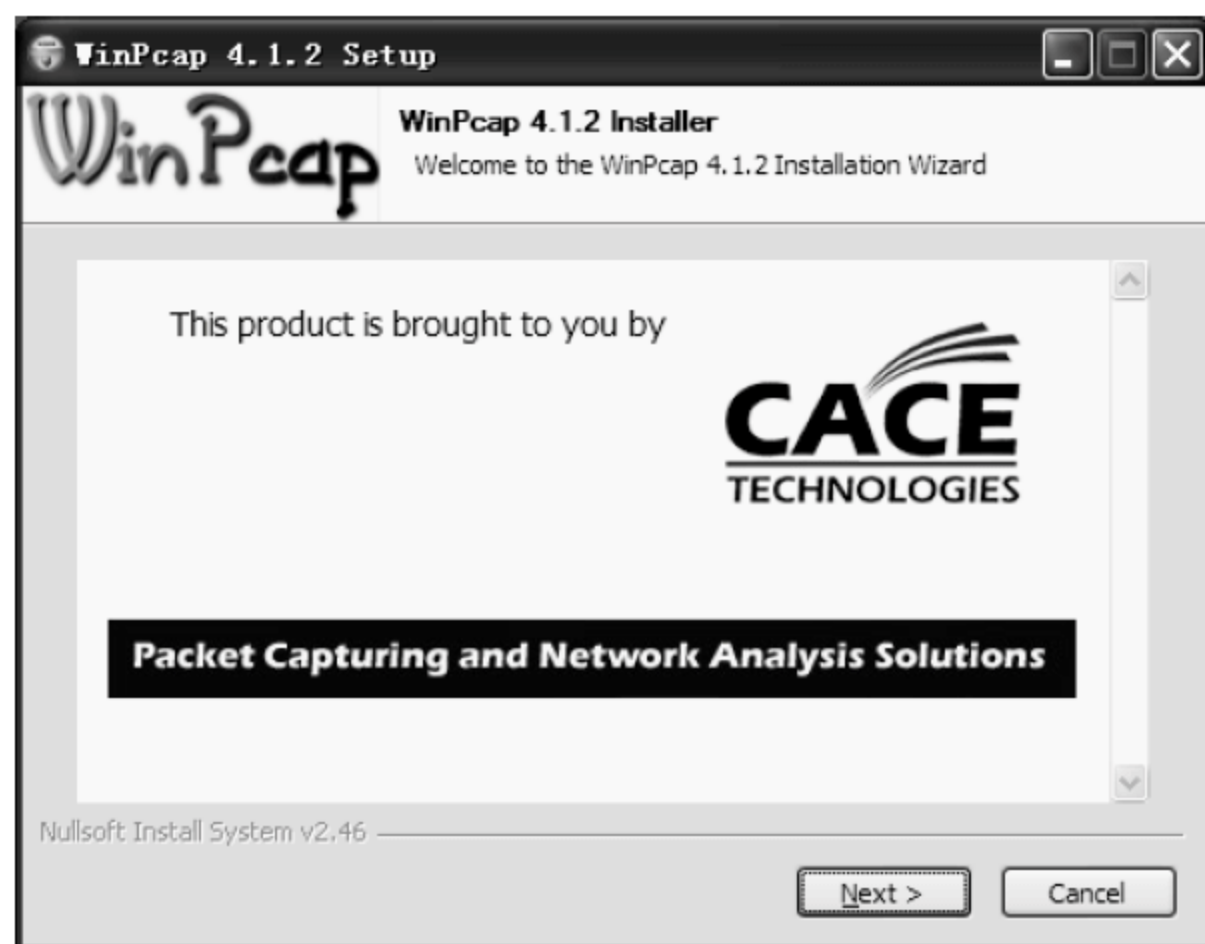 WinPcap 4.1.2 Setup
WinPcap
WinPcap 4.1.2 Installer
Welcome to the WinPcap 4.1.2 Installation Wizard
This product is brought to you by
CACE
TECHNOLOGIES
Packet Capturing and Network Analysis Solutions
Nullsoft Install System v2.46
Next >
Cancel